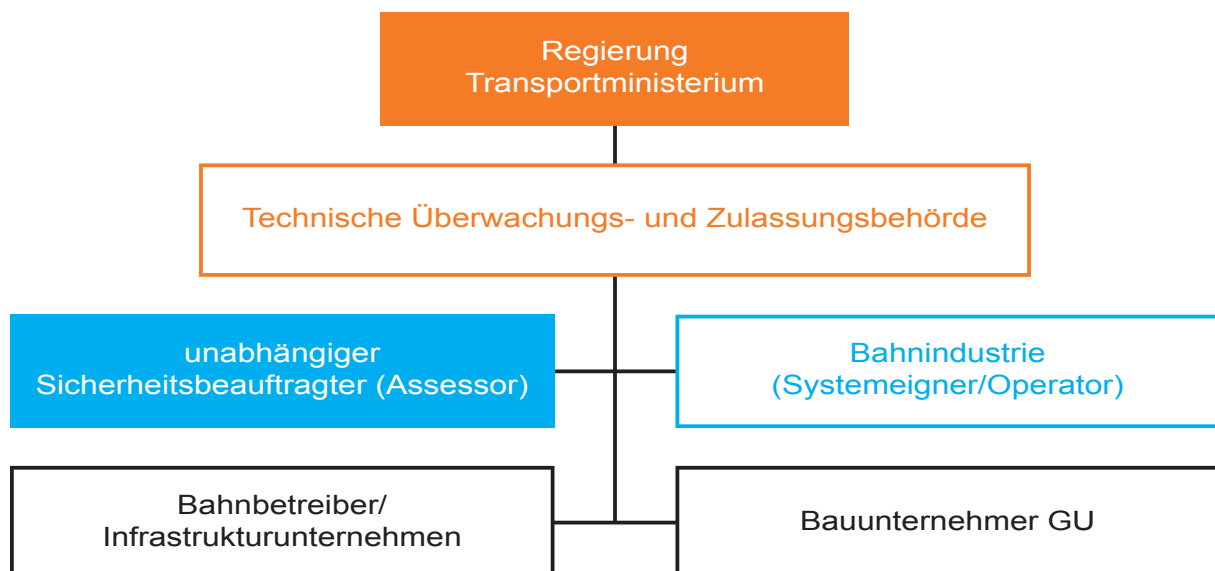 Regierung
Transportministerium
Technische Überwachungs- und Zulassungsbehörde
unabhängiger
Sicherheitsbeauftragter (Assessor)
Bahnindustrie
(Systemeigner/Operator)
Bahnbetreiber/
Infrastrukturunternehmen
Bauunternehmer GU